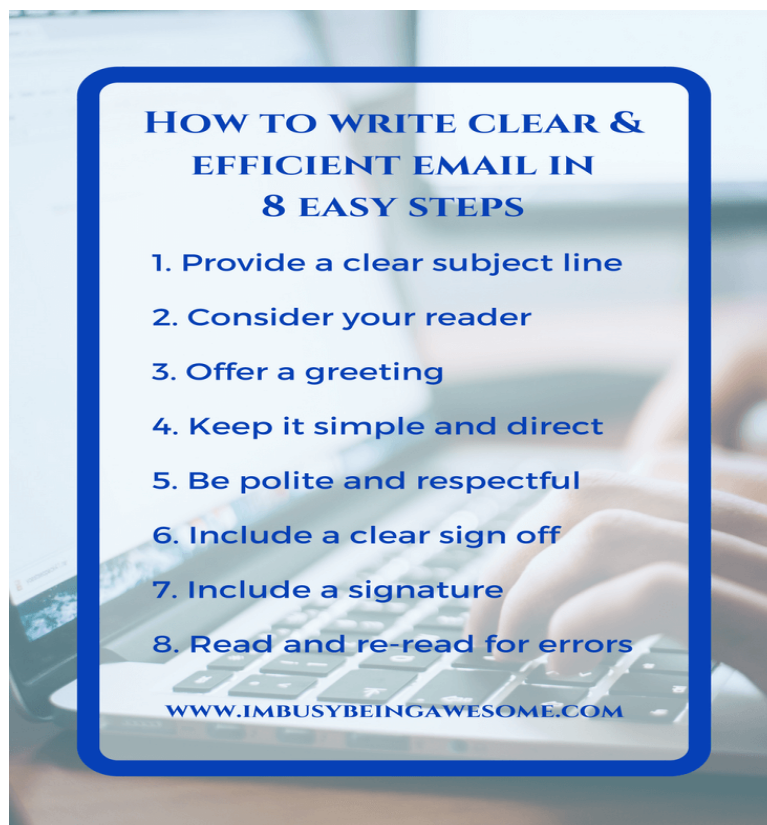 HOW TO WRITE CLEAR &
EFFICIENT EMAIL IN
8 EASY STEPS
1. Provide a clear subject line
2. Consider your reader
3. Offer a greeting
4. Keep it simple and direct
5. Be polite and respectful
6. Include a clear sign off
7. Include a signature
8. Read and re-read for errors
WWW.IMBUSYBEINGAWESOME.COM